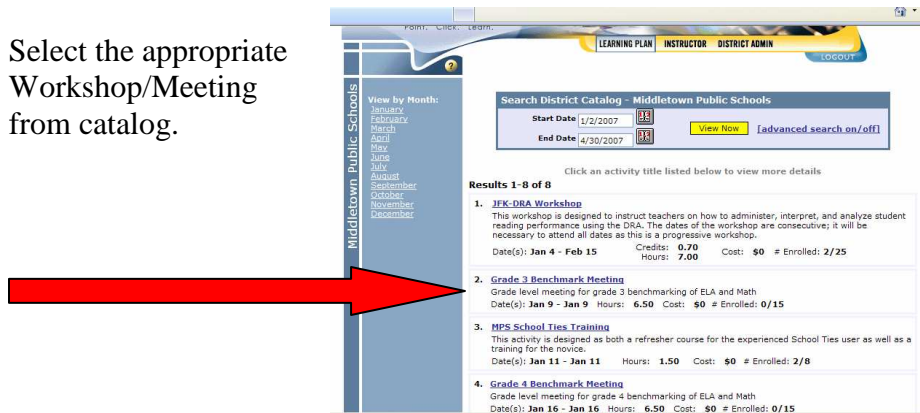 Select the appropriate
Workshop/Meeting
from catalog.
Point. Click. Learn.
LEARNING PLAN INSTRUCTOR DISTRICT ADMIN
LOGOUT
?
Middletown Public Schools
View by Month:
January
February
March
April
May
June
July
August
September
October
November
December
Search District Catalog - Middletown Public Schools
Start Date 1/2/2007
End Date 4/30/2007
View Now [advanced search on/off]
Click an activity title listed below to view more details
Results 1-8 of 8
1. JFK-DRA Workshop
This workshop is designed to instruct teachers on how to administer, interpret, and analyze student
reading performance using the DRA. The dates of the workshop are consecutive; it will be
necessary to attend all dates as this is a progressive workshop.
Date(s): Jan 4 - Feb 15 Credits: 0.70 Cost: $0 # Enrolled: 2/25
Hours: 7.00
2. Grade 3 Benchmark Meeting
Grade level meeting for grade 3 benchmarking of ELA and Math
Date(s): Jan 9 - Jan 9 Hours: 6.50 Cost: $0 # Enrolled: 0/15
3. MPS School Ties Training
This activity is designed as both a refresher course for the experienced School Ties user as well as a
training for the novice.
Date(s): Jan 11 - Jan 11 Hours: 1.50 Cost: $0 # Enrolled: 2/8
4. Grade 4 Benchmark Meeting
Grade level meeting for grade 4 benchmarking of ELA and Math
Date(s): Jan 16 - Jan 16 Hours: 6.50 Cost: $0 # Enrolled: 0/15